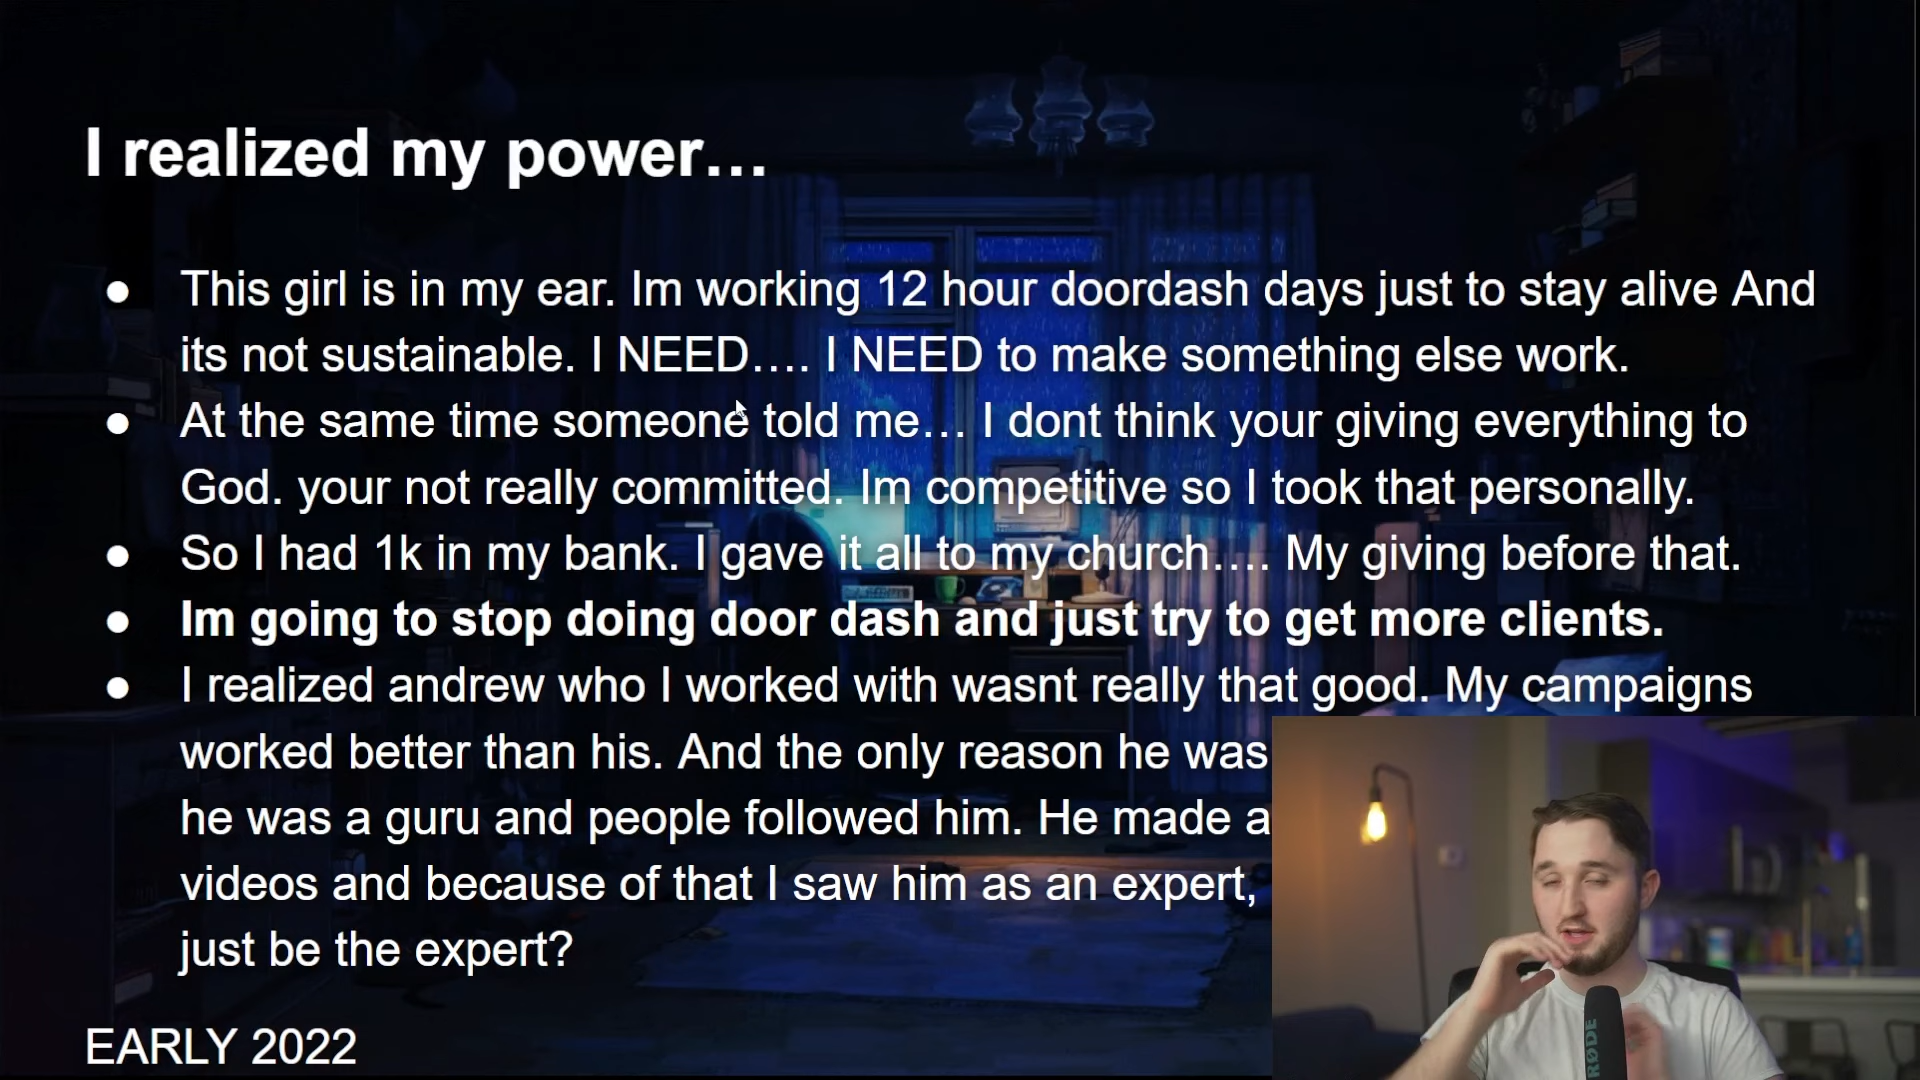 I realized my power...
● This girl is in my ear. Im working 12 hour doordash days just to stay alive And
its not sustainable. I NEED.... I NEED to make something else work.
● At the same time someone told me... I dont think your giving everything to
God. your not really committed. Im competitive so I took that personally.
● So I had 1k in my bank. I gave it all to my church.... My giving before that.
● Im going to stop doing door dash and just try to get more clients.
● I realized andrew who I worked with wasnt really that good. My campaigns
worked better than his. And the only reason he was
he was a guru and people followed him. He made a
videos and because of that I saw him as an expert,
just be the expert?
EARLY 2022
RØDE